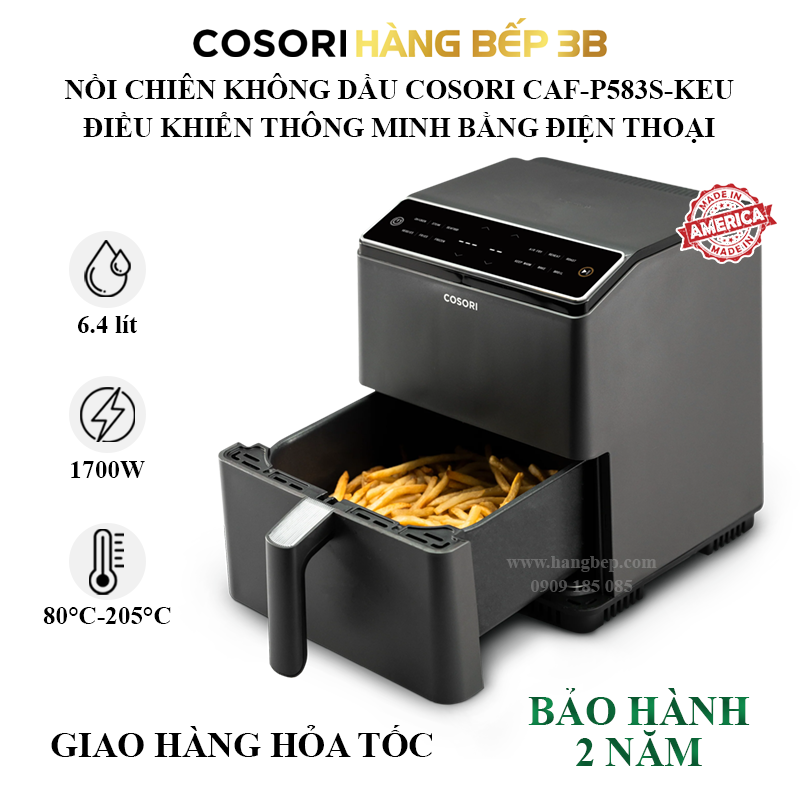 COSORI HÀNG BẾP 3B
NỒI CHIÊN KHÔNG DẦU COSORI CAF-P583S-KEU
ĐIỀU KHIỂN THÔNG MINH BẰNG ĐIỆN THOẠI
MADE IN
AMERICA
MADE IN
COSORI
6.4 lít
1700W
80°C-205°C
www.hangbep.com
0909 185 085
GIAO HÀNG HỎA TỐC
BẢO HÀNH
2 NĂM